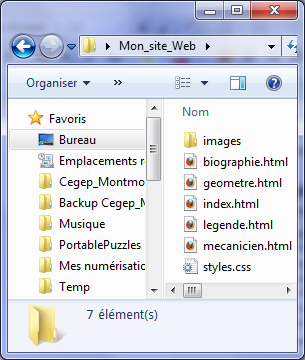 Mon_site_Web
Organiser
Nom
Favoris
Bureau
Emplacements r
Cegep_Montmo
Backup Cegep_M
Musique
PortablePuzzles
Mes numérisatio
Temp
images
biographie.html
geometre.html
index.html
legende.html
mecanicien.html
styles.css
7 élément(s)